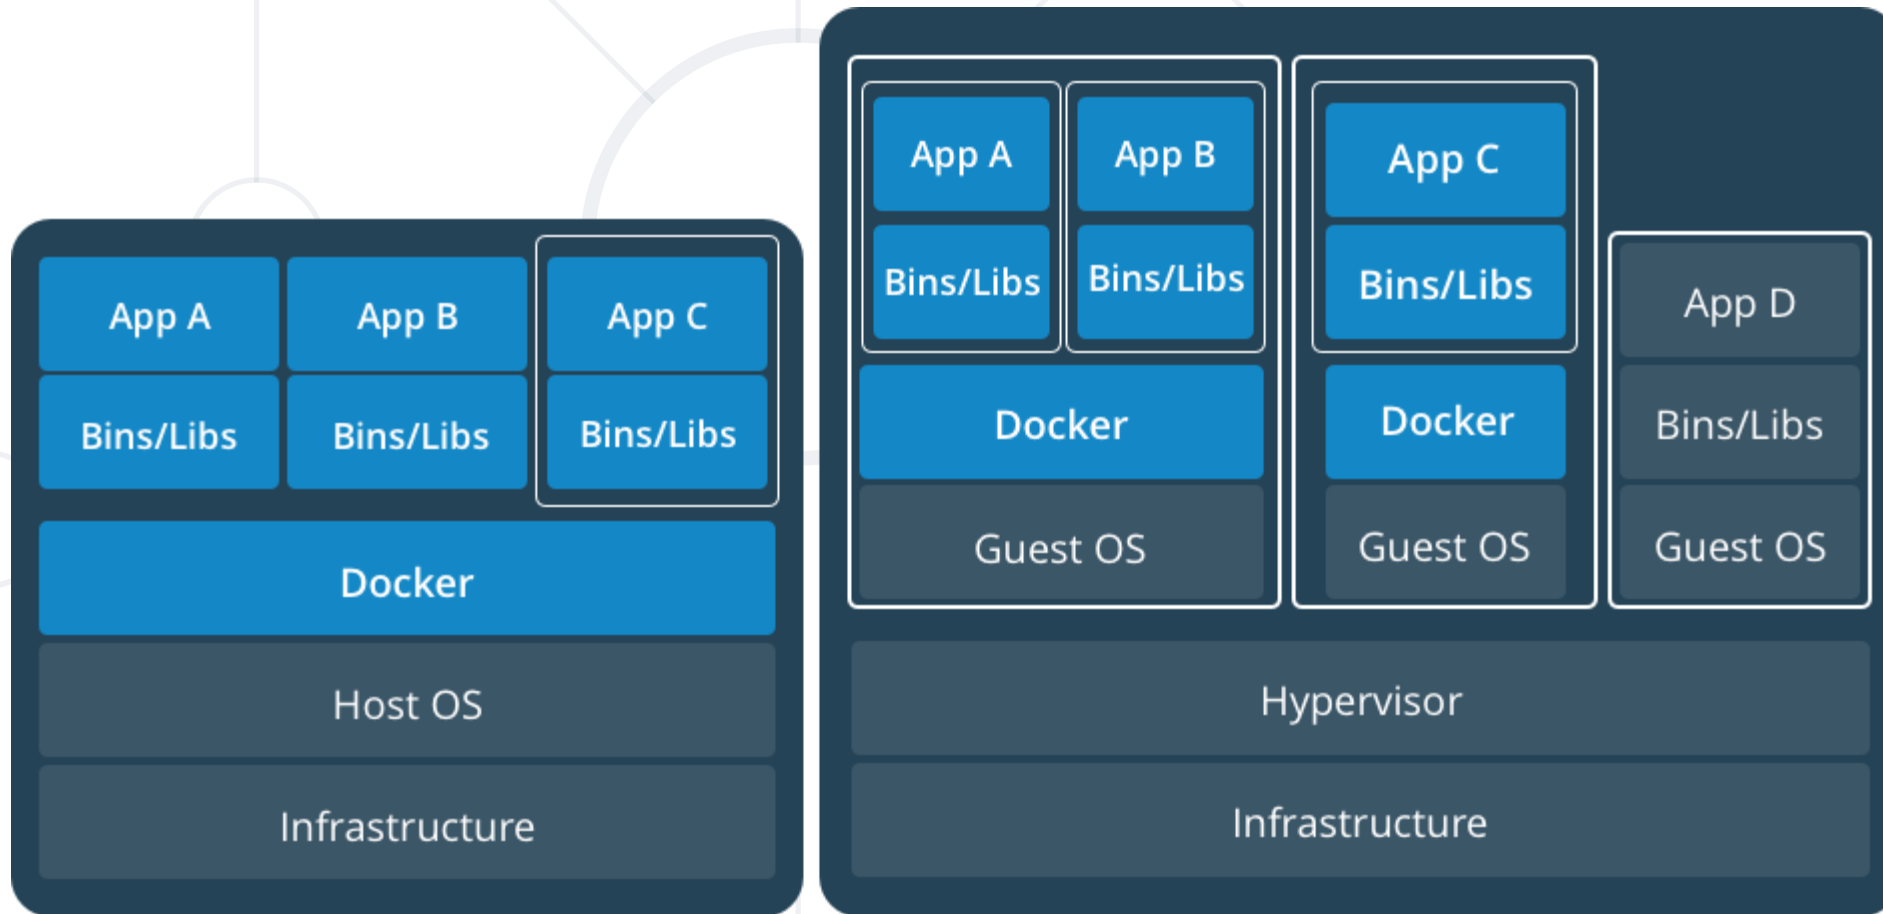 App A
App B
App C
Bins/Libs
Bins/Libs
Bins/Libs
Docker
Host OS
Infrastructure
App A
App B
App C
Bins/Libs
Bins/Libs
Bins/Libs
App D
Docker
Docker
Bins/Libs
Guest OS
Guest OS
Guest OS
Hypervisor
Infrastructure